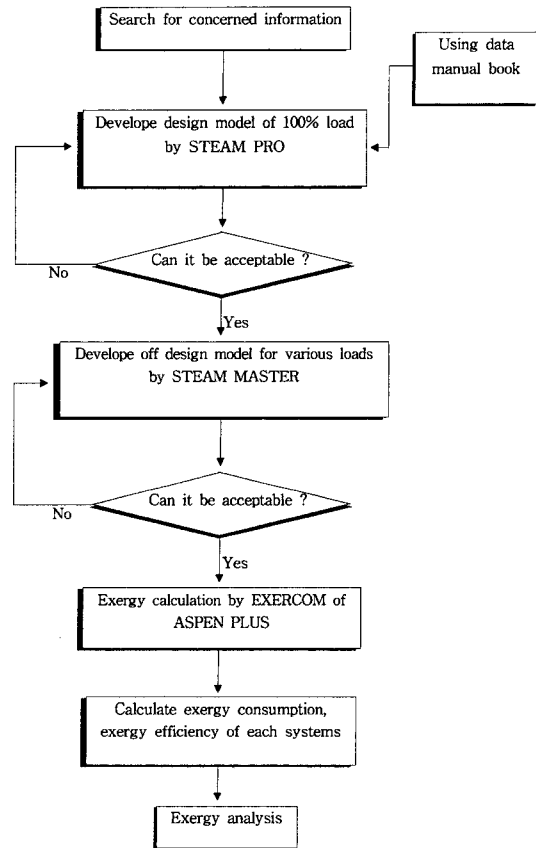 Search for concerned information
Using data
manual book
Develope design model of 100% load
by STEAM PRO
Can it be acceptable ?
No
Yes
Develope off design model for various loads
by STEAM MASTER
Can it be acceptable ?
No
Yes
Exergy calculation by EXERCOM of
ASPEN PLUS
Calculate exergy consumption,
exergy efficiency of each systems
Exergy analysis